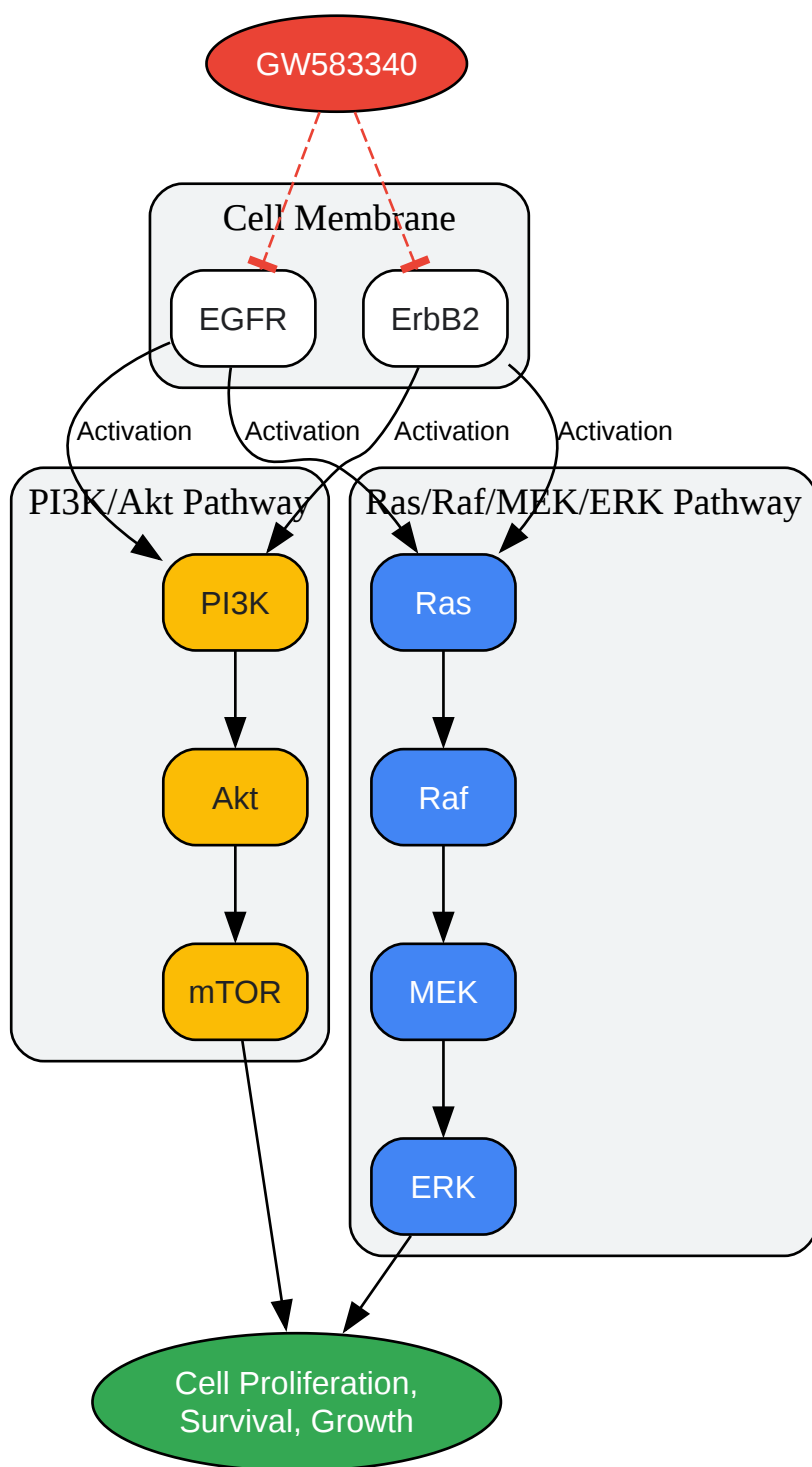 GW583340
Cell Membrane
EGFR
ErbB2
Activation
Activation
Activation
Activation
PI3K/Akt Pathway
Ras/Raf/MEK/ERK Pathway
PI3K
Ras
Akt
Raf
mTOR
MEK
ERK
Cell Proliferation,
Survival, Growth